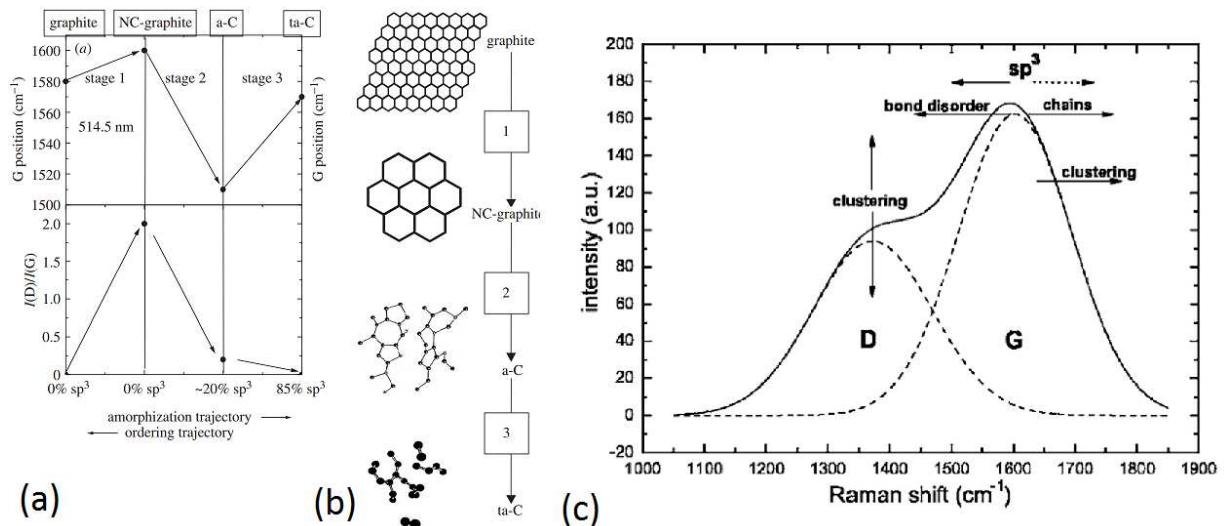 graphite NC-graphite a-C ta-C
(a)
1600
1580
1560
1540
1520
1500
G position (cm⁻¹)
stage 1 stage 2 stage 3
514.5 nm
G position (cm⁻¹)
2.0
1.5
1.0
0.5
0
I(D)/I(G)
0% sp³ 0% sp³ ~20% sp³ 85% sp³
amorphization trajectory
ordering trajectory
(a)
graphite
1
NC-graphite
2
a-C
3
ta-C
(b)
200
180
160
140
120
100
80
60
40
20
0
-20
intensity (a.u.)
sp³
bond disorder chains
clustering
clustering
D G
1000 1100 1200 1300 1400 1500 1600 1700 1800 1900
Raman shift (cm⁻¹)
(c)